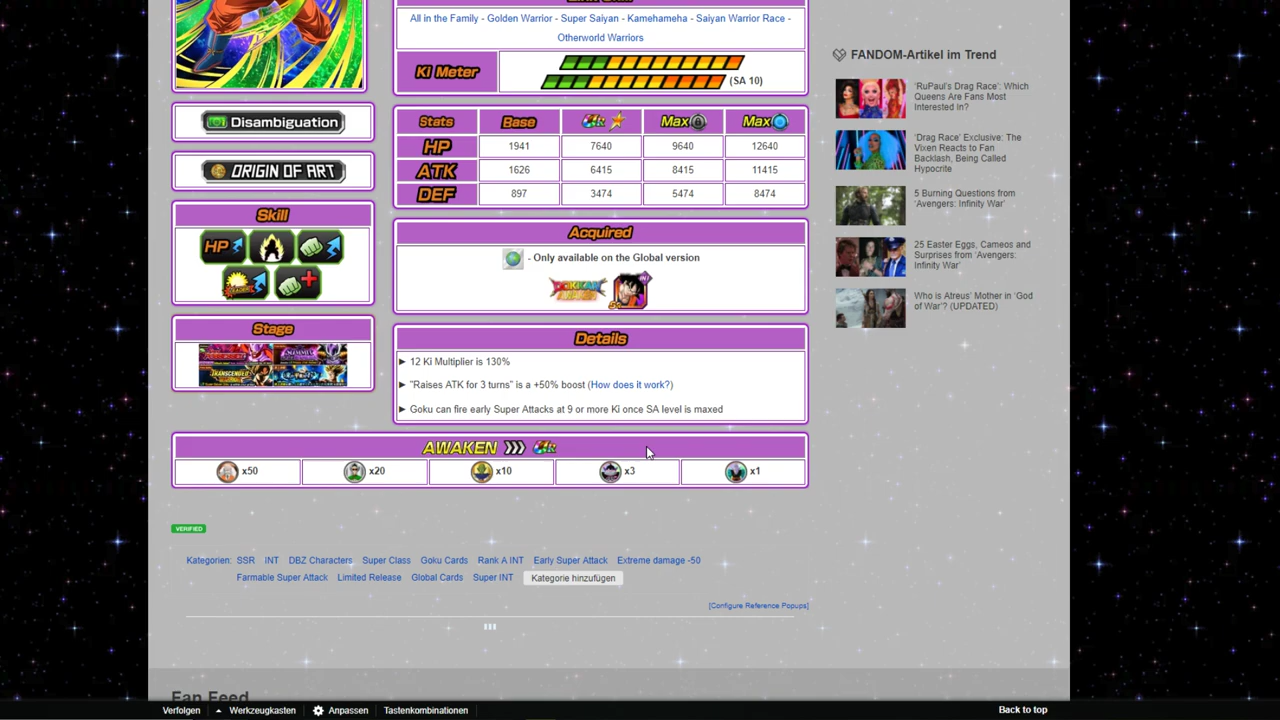 All in the Family - Golden Warrior - Super Saiyan - Kamehameha - Saiyan Warrior Race -
Otherworld Warriors
Ki Meter
(SA 10)
Disambiguation
ORIGIN OF ART
Skill
HP
Stage
Stats Base Max Max
HP 1941 7640 9640 12640
ATK 1626 6415 8415 11415
DEF 897 3474 5474 8474
Acquired
- Only available on the Global version
Details
► 12 Ki Multiplier is 130%
► "Raises ATK for 3 turns" is a +50% boost (How does it work?)
► Goku can fire early Super Attacks at 9 or more Ki once SA level is maxed
AWAKEN
x50 x20 x10 x3 x1
VERIFIED
Kategorien: SSR INT DBZ Characters Super Class Goku Cards Rank A INT Early Super Attack Extreme damage -50
Farmable Super Attack Limited Release Global Cards Super INT Kategorie hinzufügen
[Configure Reference Popups]
Fan Feed
FANDOM-Artikel im Trend
'RuPaul's Drag Race': Which
Queens Are Fans Most
Interested In?
'Drag Race' Exclusive: The
Vixen Reacts to Fan
Backlash, Being Called
Hypocrite
5 Burning Questions from
'Avengers: Infinity War'
25 Easter Eggs, Cameos and
Surprises from 'Avengers:
Infinity War'
Who is Atreus' Mother in 'God
of War'? (UPDATED)
Verfolgen Werkzeugkasten Anpassen Tastenkombinationen Back to top